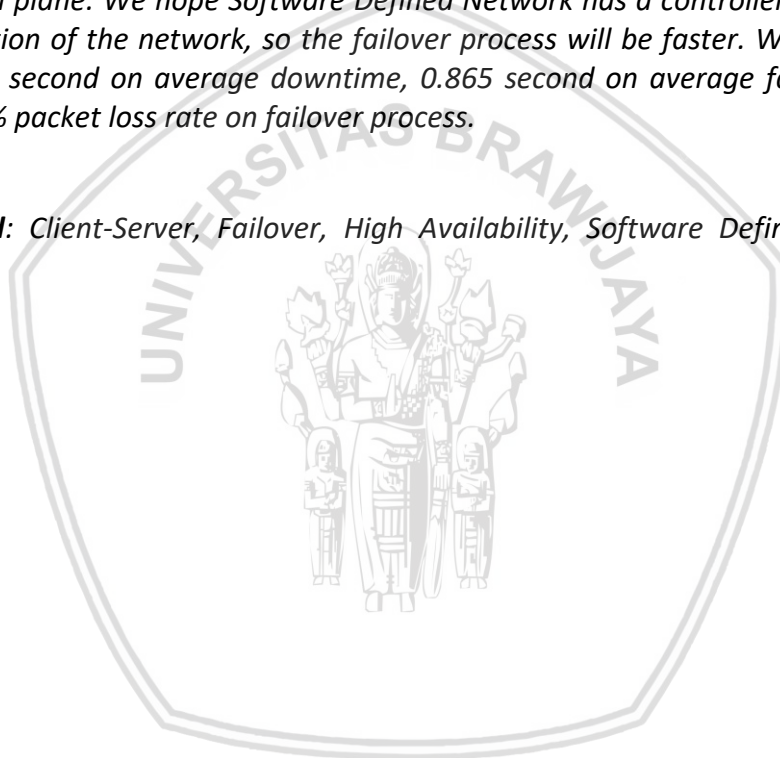 plane. We hope Software Defined Network has a controller
ion of the network, so the failover process will be faster. W
second on average downtime, 0.865 second on average fa
% packet loss rate on failover process.
: Client-Server, Failover, High Availability, Software Defin
UNIVERSITAS BRAWIJAYA